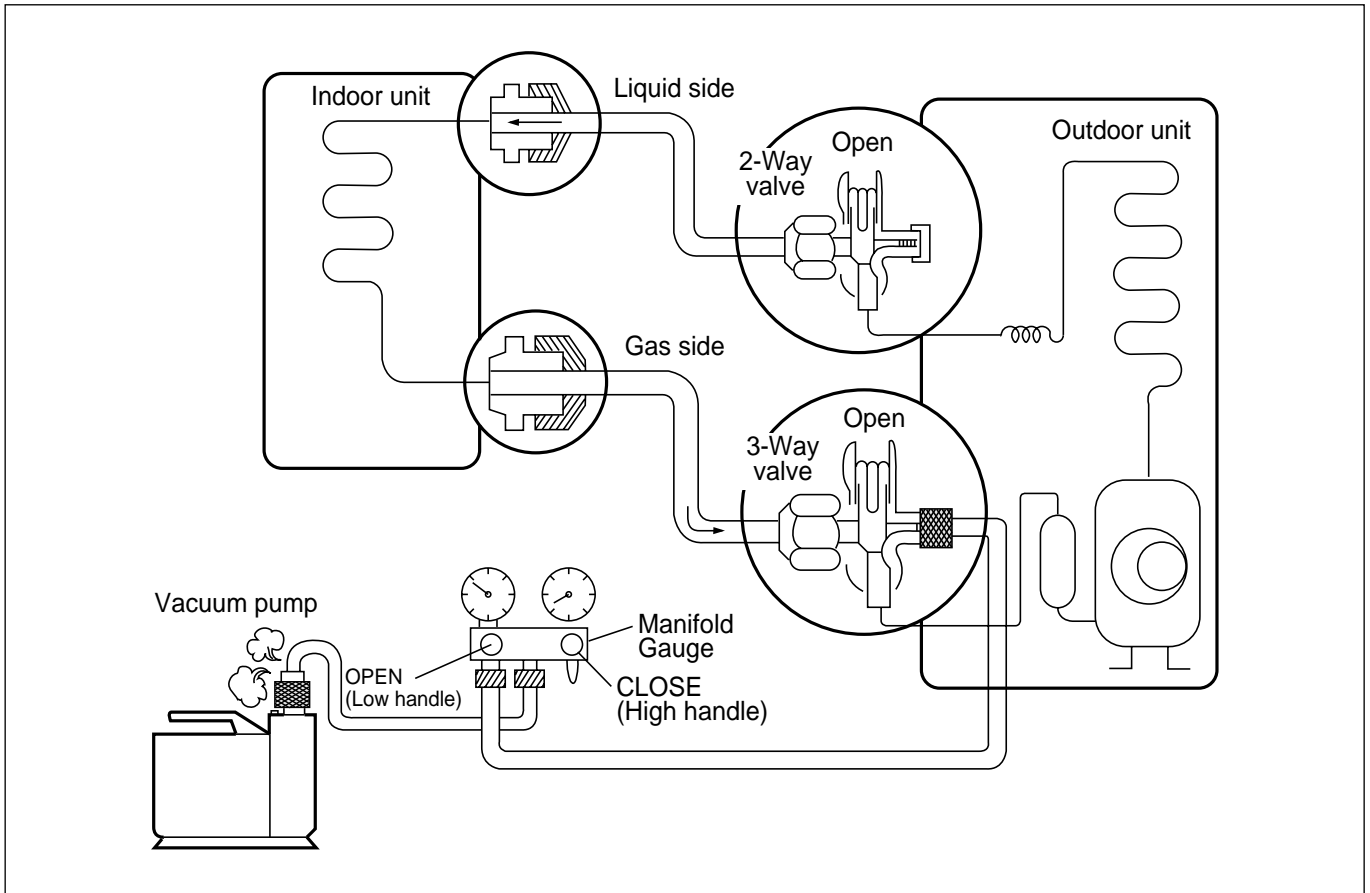 Indoor unit
Liquid side
2-Way
valve
Open
Outdoor unit
Gas side
3-Way
valve
Open
Vacuum pump
OPEN
(Low handle)
Manifold
Gauge
CLOSE
(High handle)